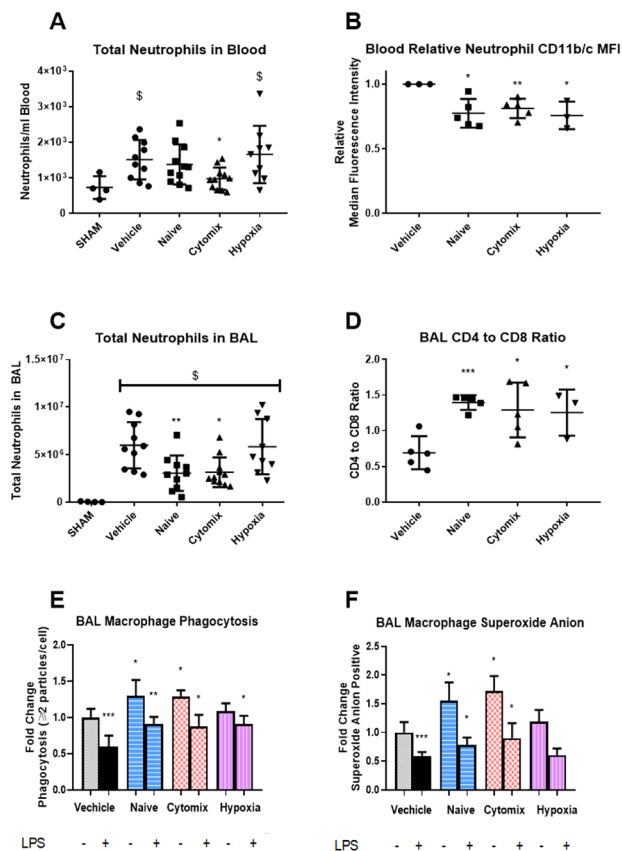 A
Total Neutrophils in Blood
Neutrophils/ml Blood
4×10³
3×10³
2×10³
1×10³
0
$
*
$
SHAM
Vehicle
Naive
Cytomix
Hypoxia
B
Blood Relative Neutrophil CD11b/c MFI
Relative
Median Fluorescence Intensity
1.0
0.5
0.0
*
**
*
Vehicle
Naive
Cytomix
Hypoxia
C
Total Neutrophils in BAL
Total Neutrophils in BAL
1.5×10⁷
1×10⁷
5×10⁶
0
$
**
*
SHAM
Vehicle
Naive
Cytomix
Hypoxia
D
BAL CD4 to CD8 Ratio
CD4 to CD8 Ratio
2.0
1.5
1.0
0.5
0.0
***
*
*
Vehicle
Naive
Cytomix
Hypoxia
E
BAL Macrophage Phagocytosis
Fold Change
Phagocytosis (≥2 particles/cell)
2.0
1.5
1.0
0.5
0.0
***
*
**
*
*
*
Vechicle
Naive
Cytomix
Hypoxia
LPS - + - + - + - +
F
BAL Macrophage Superoxide Anion
Fold Change
Superoxide Anion Positive
2.5
2.0
1.5
1.0
0.5
0.0
***
*
*
*
*
Vechicle
Naive
Cytomix
Hypoxia
LPS - + - + - + - +